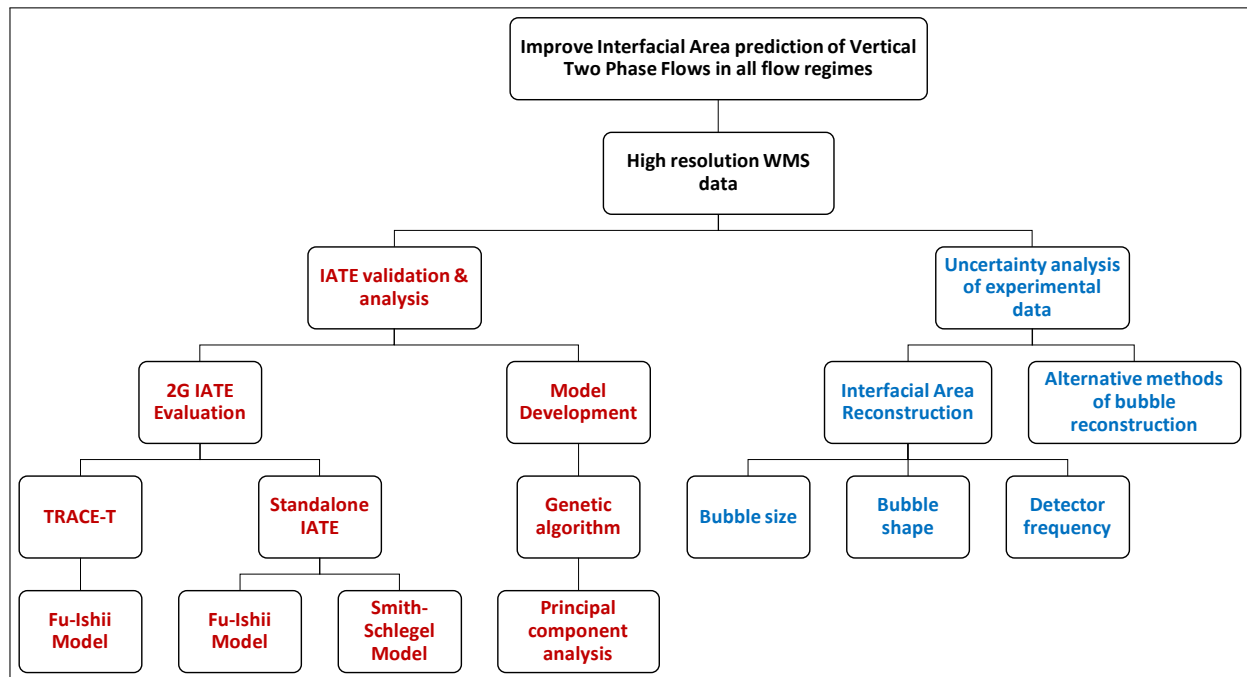 Improve Interfacial Area prediction of Vertical
Two Phase Flows in all flow regimes
High resolution WMS
data
IATE validation &
analysis
Uncertainty analysis
of experimental
data
2G IATE
Evaluation
Model
Development
Interfacial Area
Reconstruction
Alternative methods
of bubble
reconstruction
TRACE-T
Standalone
IATE
Genetic
algorithm
Bubble size
Bubble
shape
Detector
frequency
Fu-Ishii
Model
Fu-Ishii
Model
Smith-
Schlegel
Model
Principal
component
analysis